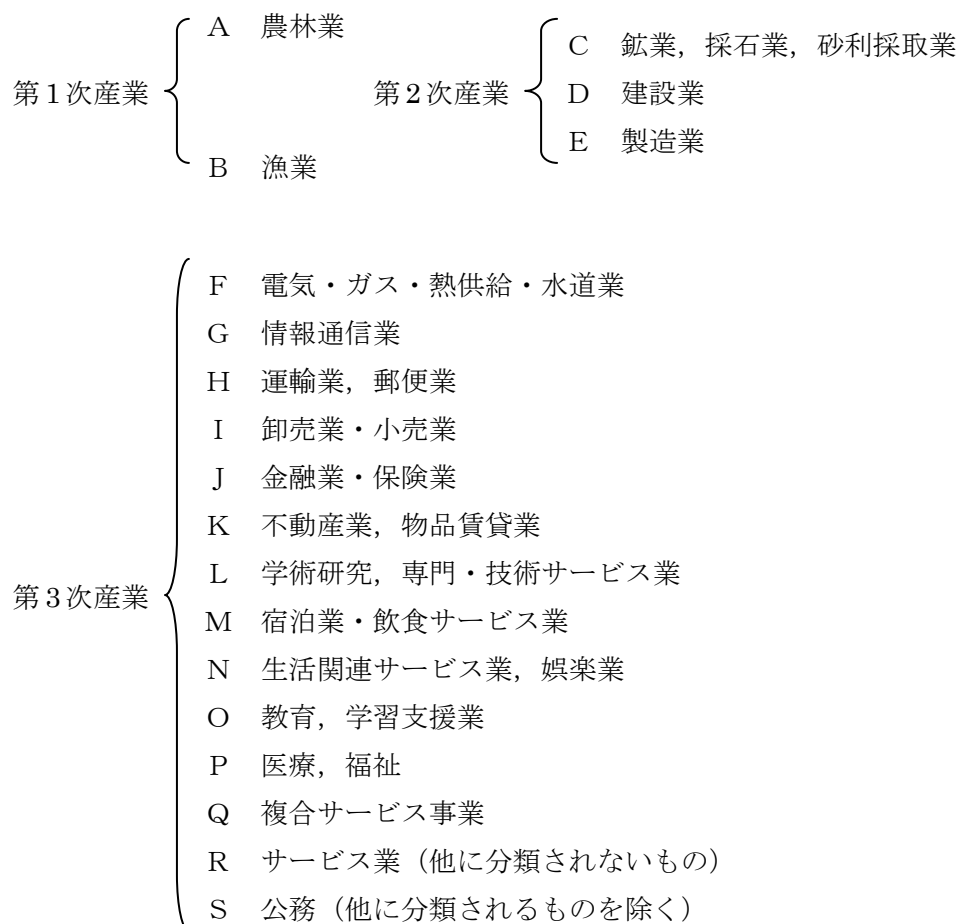 第1次産業
A 農林業
B 漁業
第2次産業
C 鉱業，採石業，砂利採取業
D 建設業
E 製造業
第3次産業
F 電気・ガス・熱供給・水道業
G 情報通信業
H 運輸業，郵便業
I 卸売業・小売業
J 金融業・保険業
K 不動産業，物品賃貸業
L 学術研究，専門・技術サービス業
M 宿泊業・飲食サービス業
N 生活関連サービス業，娯楽業
O 教育，学習支援業
P 医療，福祉
Q 複合サービス事業
R サービス業（他に分類されないもの）
S 公務（他に分類されるものを除く）